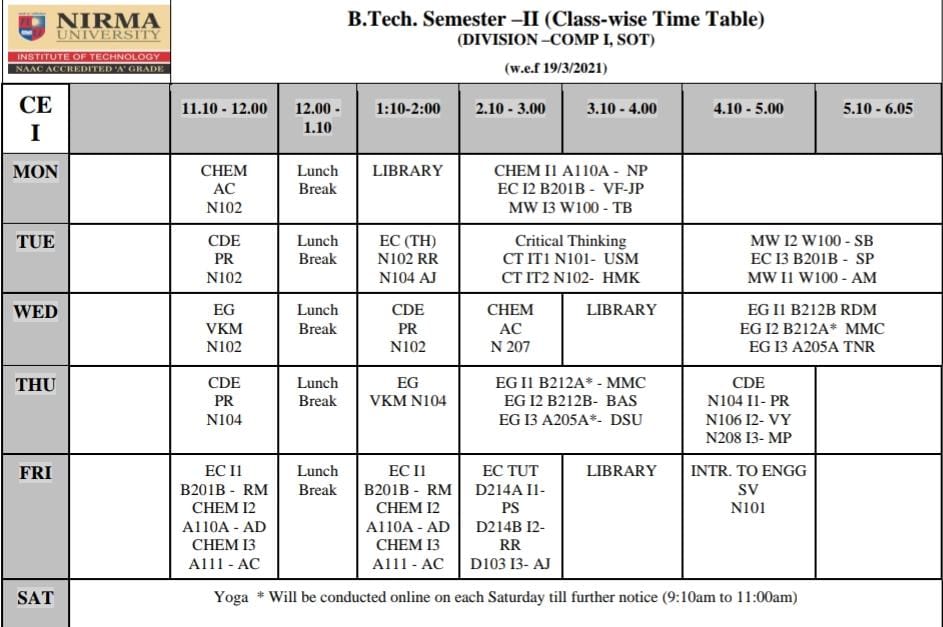 NIRMA
UNIVERSITY
INSTITUTE OF TECHNOLOGY
NAAC ACCREDITED 'A' GRADE
B.Tech. Semester –II (Class-wise Time Table)
(DIVISION –COMP I, SOT)
(w.e.f 19/3/2021)
CE
I
11.10 - 12.00
12.00 -
1.10
1:10-2:00
2.10 - 3.00
3.10 - 4.00
4.10 - 5.00
5.10 - 6.05
MON
CHEM
AC
N102
Lunch
Break
LIBRARY
CHEM I1 A110A - NP
EC I2 B201B - VF-JP
MW I3 W100 - TB
TUE
CDE
PR
N102
Lunch
Break
EC (TH)
N102 RR
N104 AJ
Critical Thinking
CT IT1 N101- USM
CT IT2 N102- HMK
MW I2 W100 - SB
EC I3 B201B - SP
MW I1 W100 - AM
WED
EG
VKM
N102
Lunch
Break
CDE
PR
N102
CHEM
AC
N 207
LIBRARY
EG I1 B212B RDM
EG I2 B212A* MMC
EG I3 A205A TNR
THU
CDE
PR
N104
Lunch
Break
EG
VKM N104
EG I1 B212A* - MMC
EG I2 B212B- BAS
EG I3 A205A*- DSU
CDE
N104 I1- PR
N106 I2- VY
N208 I3- MP
FRI
EC I1
B201B - RM
CHEM I2
A110A - AD
CHEM I3
A111 - AC
Lunch
Break
EC I1
B201B - RM
CHEM I2
A110A - AD
CHEM I3
A111 - AC
EC TUT
D214A I1-
PS
D214B I2-
RR
D103 I3- AJ
LIBRARY
INTR. TO ENGG
SV
N101
SAT
Yoga * Will be conducted online on each Saturday till further notice (9:10am to 11:00am)